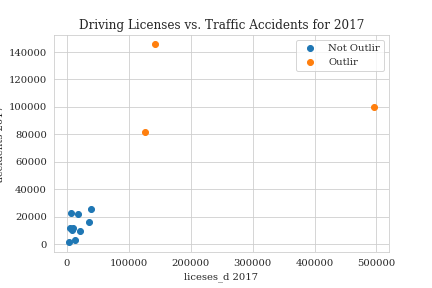 Driving Licenses vs. Traffic Accidents for 2017
Not Outlir
Outlir
140000
120000
100000
80000
60000
40000
20000
0
0 100000 200000 300000 400000 500000
liceses_d 2017